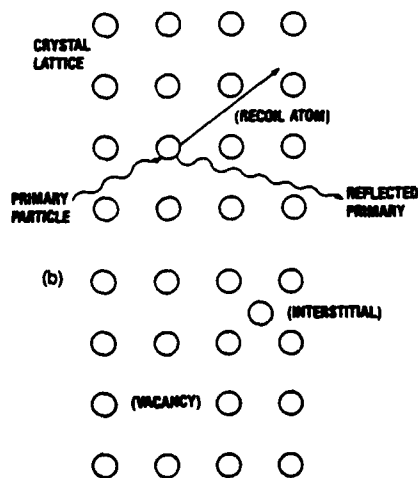 CRYSTAL
LATTICE
(RECOIL ATOM)
PRIMARY
PARTICLE
REFLECTED
PRIMARY
(b)
(INTERSTITIAL)
(VACANCY)